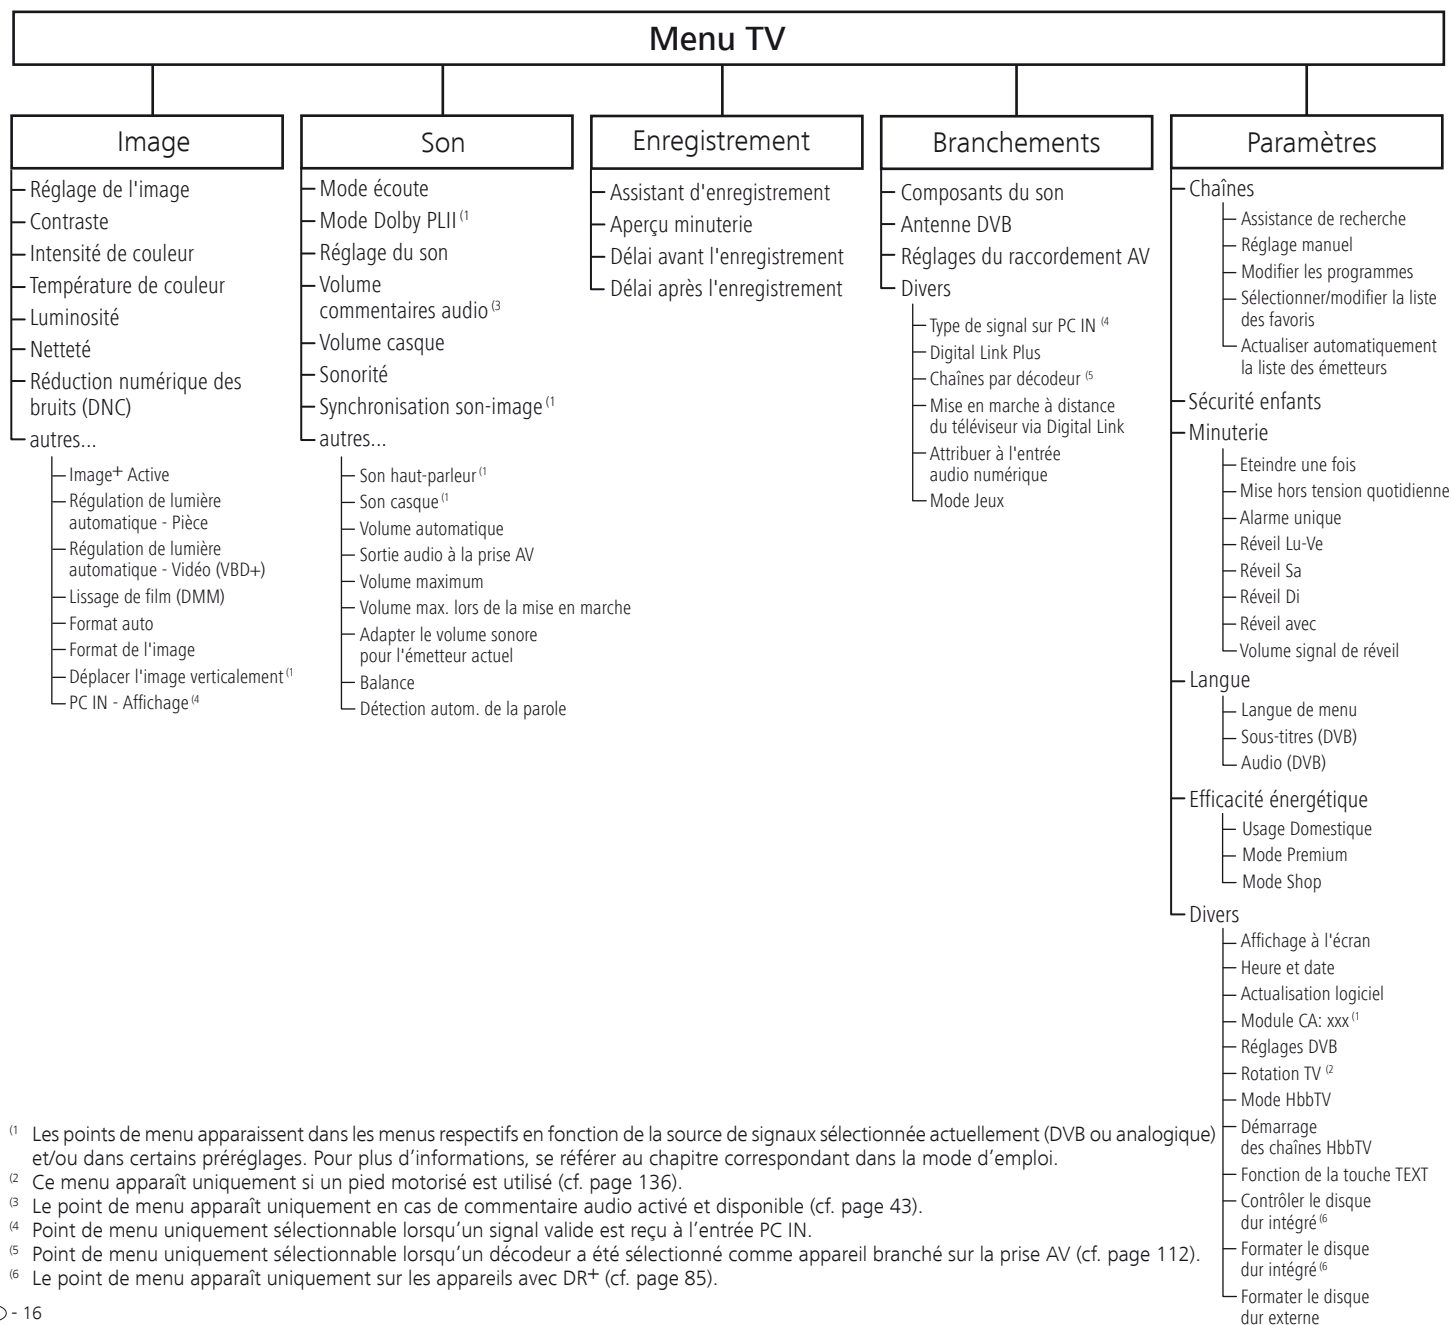 Menu TV
Image
Réglage de l'image
Contraste
Intensité de couleur
Température de couleur
Luminosité
Netteté
Réduction numérique des
bruits (DNC)
autres...
Image+ Active
Régulation de lumière
automatique - Pièce
Régulation de lumière
automatique - Vidéo (VBD+)
Lissage de film (DMM)
Format auto
Format de l'image
Déplacer l'image verticalement (1
PC IN - Affichage (4
Son
Mode écoute
Mode Dolby PLII (1
Réglage du son
Volume
commentaires audio (3
Volume casque
Sonorité
Synchronisation son-image (1
autres...
Son haut-parleur (1
Son casque (1
Volume automatique
Sortie audio à la prise AV
Volume maximum
Volume max. lors de la mise en marche
Adapter le volume sonore
pour l'émetteur actuel
Balance
Détection autom. de la parole
Enregistrement
Assistant d'enregistrement
Aperçu minuterie
Délai avant l'enregistrement
Délai après l'enregistrement
Branchements
Composants du son
Antenne DVB
Réglages du raccordement AV
Divers
Type de signal sur PC IN (4
Digital Link Plus
Chaînes par décodeur (5
Mise en marche à distance
du téléviseur via Digital Link
Attribuer à l'entrée
audio numérique
Mode Jeux
Paramètres
Chaînes
Assistance de recherche
Réglage manuel
Modifier les programmes
Sélectionner/modifier la liste
des favoris
Actualiser automatiquement
la liste des émetteurs
Sécurité enfants
Minuterie
Eteindre une fois
Mise hors tension quotidienne
Alarme unique
Réveil Lu-Ve
Réveil Sa
Réveil Di
Réveil avec
Volume signal de réveil
Langue
Langue de menu
Sous-titres (DVB)
Audio (DVB)
Efficacité énergétique
Usage Domestique
Mode Premium
Mode Shop
Divers
Affichage à l'écran
Heure et date
Actualisation logiciel
Module CA: xxx (1
Réglages DVB
Rotation TV (2
Mode HbbTV
Démarrage
des chaînes HbbTV
Fonction de la touche TEXT
Contrôler le disque
dur intégré (6
Formater le disque
dur intégré (6
Formater le disque
dur externe
(1 Les points de menu apparaissent dans les menus respectifs en fonction de la source de signaux sélectionnée actuellement (DVB ou analogique)
et/ou dans certains préréglages. Pour plus d’informations, se référer au chapitre correspondant dans la mode d’emploi.
(2 Ce menu apparaît uniquement si un pied motorisé est utilisé (cf. page 136).
(3 Le point de menu apparaît uniquement en cas de commentaire audio activé et disponible (cf. page 43).
(4 Point de menu uniquement sélectionnable lorsqu’un signal valide est reçu à l’entrée PC IN.
(5 Point de menu uniquement sélectionnable lorsqu’un décodeur a été sélectionné comme appareil branché sur la prise AV (cf. page 112).
(6 Le point de menu apparaît uniquement sur les appareils avec DR+ (cf. page 85).
- 16